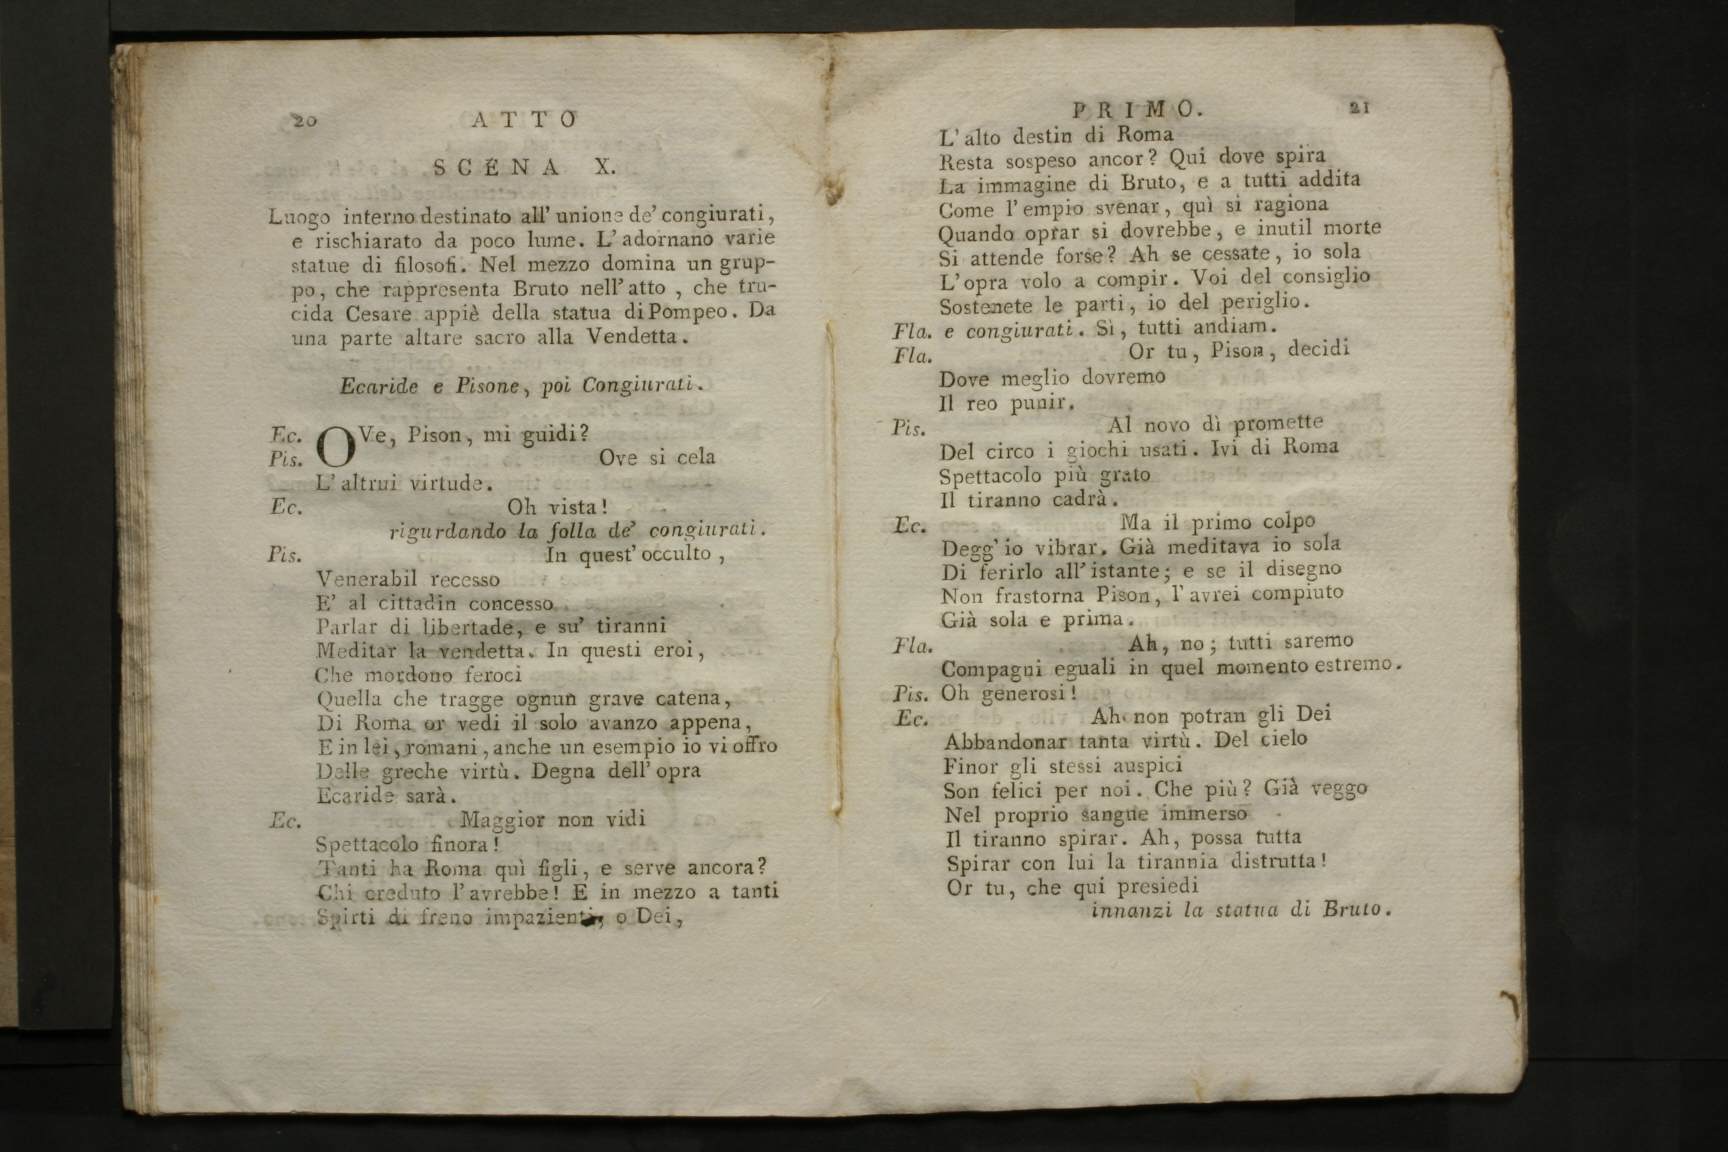 20 ATTO
SCENA X.
Luogo interno destinato all' unione de' congiurati,
e rischiarato da poco lume. L' adornano varie
statue di filosofi. Nel mezzo domina un grup-
po, che rappresenta Bruto nell' atto , che tru-
cida Cesare appiè della statua di Pompeo. Da
una parte altare sacro alla Vendetta.
Ecaride e Pisone, poi Congiurati.
Ec. OVe, Pison, mi guidi?
Pis. Ove si cela
L' altrui virtude.
Ec. Oh vista!
rigurdando la folla de' congiurati.
Pis. In quest' occulto ,
Venerabil recesso
E' al cittadin concesso
Parlar di libertade, e su' tiranni
Meditar la vendetta. In questi eroi,
Che mordono feroci
Quella che tragge ognun grave catena,
Di Roma or vedi il solo avanzo appena,
E in lei, romani, anche un esempio io vi offro
Delle greche virtù. Degna dell' opra
Ecaride sarà.
Ec. Maggior non vidi
Spettacolo finora!
Tanti ha Roma quì figli, e serve ancora?
Chi creduto l' avrebbe! E in mezzo a tanti
Spirti di freno impazienti, o Dei,
PRIMO. 21
L' alto destin di Roma
Resta sospeso ancor? Qui dove spira
La immagine di Bruto, e a tutti addita
Come l' empio svenar, quì si ragiona
Quando oprar si dovrebbe, e inutil morte
Si attende forse? Ah se cessate, io sola
L' opra volo a compir. Voi del consiglio
Sostenete le parti, io del periglio.
Fla. e congiurati. Sì, tutti andiam.
Fla. Or tu, Pison, decidi
Dove meglio dovremo
Il reo punir.
Pis. Al novo dì promette
Del circo i giochi usati. Ivi di Roma
Spettacolo più grato
Il tiranno cadrà.
Ec. Ma il primo colpo
Degg' io vibrar. Già meditava io sola
Di ferirlo all' istante; e se il disegno
Non frastorna Pison, l' avrei compiuto
Già sola e prima.
Fla. Ah, no; tutti saremo
Compagni eguali in quel momento estremo.
Pis. Oh generosi!
Ec. Ah non potran gli Dei
Abbandonar tanta virtù. Del cielo
Finor gli stessi auspici
Son felici per noi. Che più? Già veggo
Nel proprio sangue immerso
Il tiranno spirar. Ah, possa tutta
Spirar con lui la tirannia distrutta!
Or tu, che qui presiedi
innanzi la statua di Bruto.